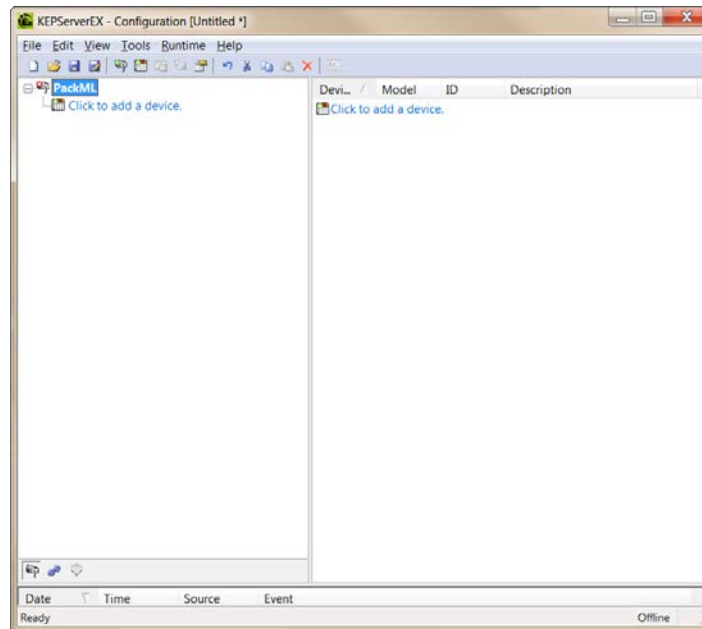 KEPServerEX - Configuration [Untitled *]
File Edit View Tools Runtime Help
PackML
Click to add a device.
Devi... Model ID Description
Click to add a device.
Date Time Source Event
Ready Offline